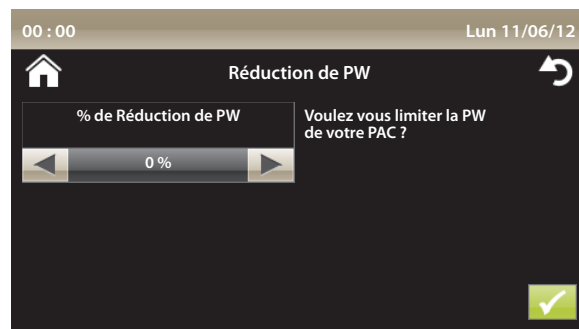 00 : 00 Lun 11/06/12
Réduction de PW
% de Réduction de PW
0 %
Voulez vous limiter la PW
de votre PAC ?